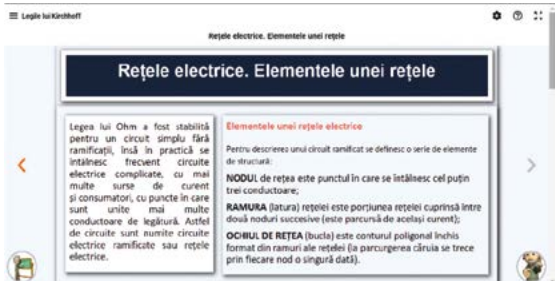 Legile lui Kirchhoff
Rețele electrice. Elementele unei rețele
Rețele electrice. Elementele unei rețele
Legea lui Ohm a fost stabilită
pentru un circuit simplu fără
ramificații, însă în practică se
întâlnesc frecvent circuite
electrice complicate, cu mai
multe surse de curent
și consumatori, cu puncte în care
sunt unite mai multe
conductoare de legătură. Astfel
de circuite sunt numite circuite
electrice ramificate sau rețele
electrice.
Elementele unei rețele electrice
Pentru descrierea unui circuit ramificat se definesc o serie de elemente
de structură:
NODUL de rețea este punctul în care se întâlnesc cel puțin
trei conductoare;
RAMURA (latura) rețelei este porțiunea rețelei cuprinsă între
două noduri succesive (este parcursă de același curent);
OCHIUL DE REȚEA (bucla) este conturul poligonal închis
format din ramuri ale rețelei (la parcurgerea căruia se trece
prin fiecare nod o singură dată).